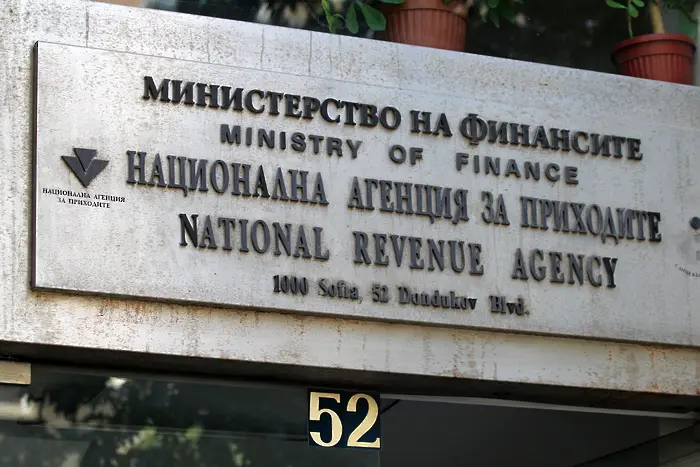 МИНИСТЕРСТВО НА ФИНАНСИТЕ
MINISTRY OF FINANCE
НАЦИОНАЛНА АГЕНЦИЯ ЗА ПРИХОДИТЕ
NATIONAL REVENUE AGENCY
1000 Sofia, 52 Dondukov Blvd.
НАЦИОНАЛНА АГЕНЦИЯ
ЗА ПРИХОДИТЕ
52